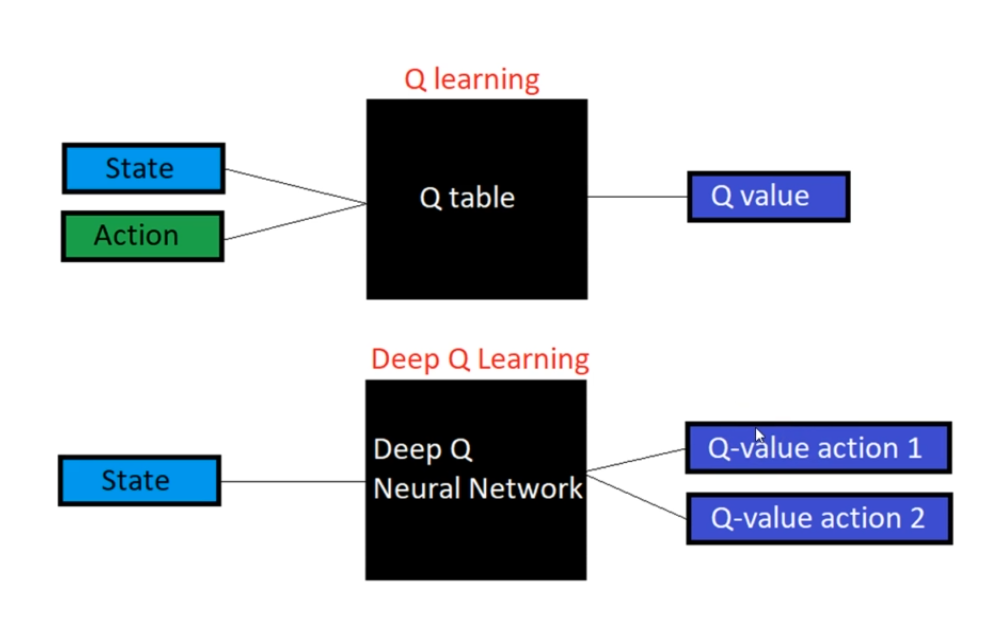 Q learning
State
Action
Q table
Q value
Deep Q Learning
State
Deep Q
Neural Network
Q-value action 1
Q-value action 2